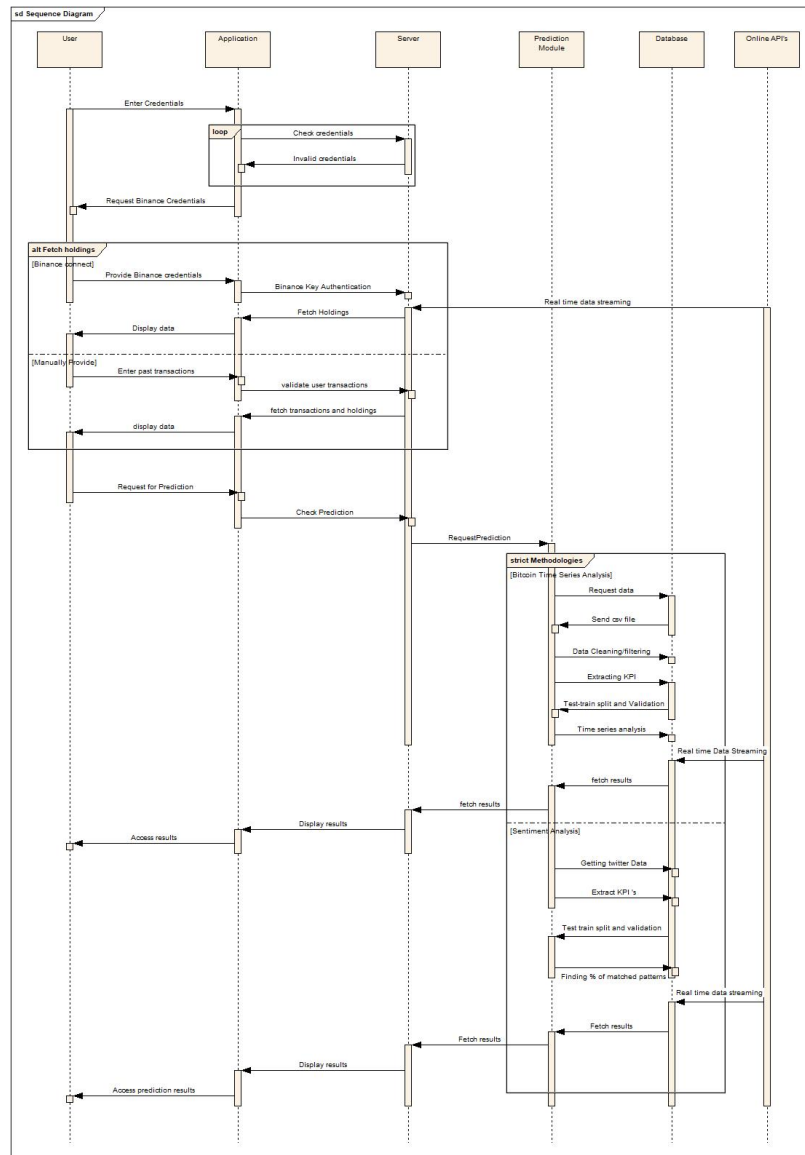 sd Sequence Diagram
User
Application
Server
Prediction
Module
Database
Online API's
Enter Credentials
loop
Check credentials
Invalid credentials
Request Binance Credentials
alt Fetch holdings
[Binance connect]
Provide Binance credentials
Binance Key Authentication
Real time data streaming
Fetch Holdings
Display data
[Manually Provide]
Enter past transactions
validate user transactions
fetch transactions and holdings
display data
Request for Prediction
Check Prediction
RequestPrediction
strict Methodologies
[Bitcoin Time Series Analysis]
Request data
Send csv file
Data Cleaning/filtering
Extracting KPI
Test-train split and Validation
Time series analysis
Real time Data Streaming
fetch results
fetch results
Display results
Access results
[Sentiment Analysis]
Getting twitter Data
Extract KPI 's
Test train split and validation
Finding % of matched patterns
Real time data streaming
Fetch results
Fetch results
Display results
Access prediction results